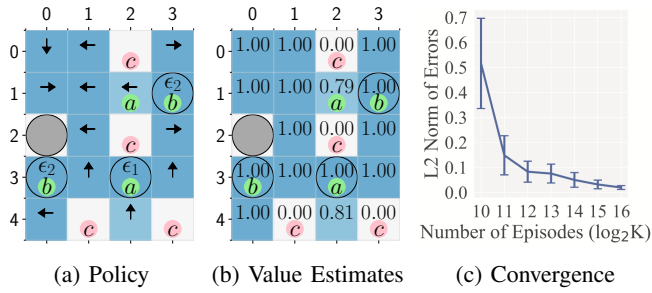 0 1 2 3
0 c
1 a ϵ2 b
2 c
3 ϵ2 b ϵ1 a
4 c c
(a) Policy
0 1 2 3
0 1.00 1.00 0.00 c 1.00
1 1.00 1.00 0.79 a 1.00 b
2 1.00 0.00 c 1.00
3 1.00 b 1.00 1.00 a 1.00
4 1.00 0.00 c 0.81 0.00 c
(b) Value Estimates
L2 Norm of Errors
0.7
0.6
0.5
0.4
0.3
0.2
0.1
0.0
10 11 12 13 14 15 16
Number of Episodes (log₂K)
(c) Convergence